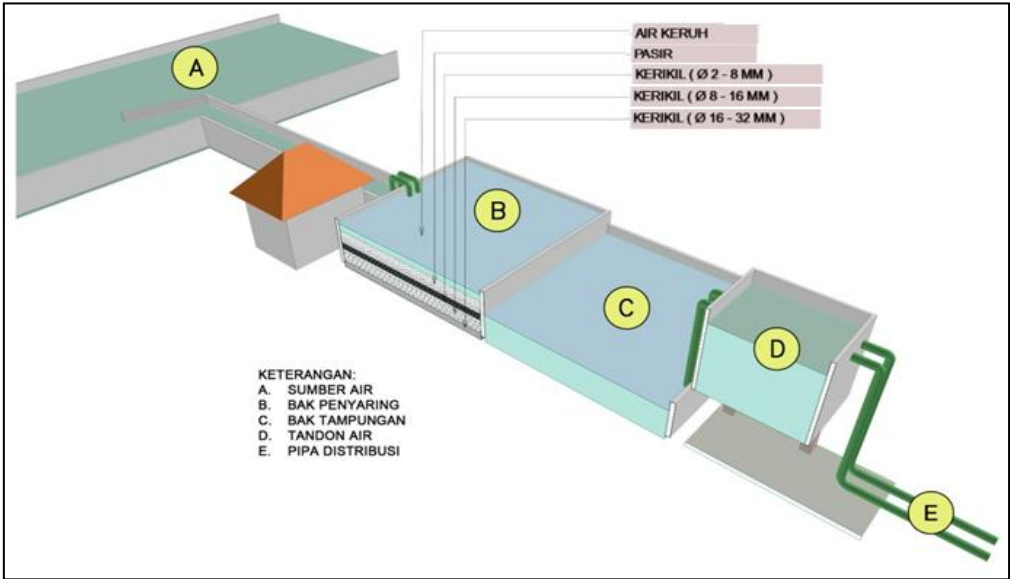 AIR KERUH
PASIR
KERIKIL ( Ø 2 - 8 MM )
KERIKIL ( Ø 8 - 16 MM )
KERIKIL ( Ø 16 - 32 MM )
A
B
C
D
E
KETERANGAN:
A. SUMBER AIR
B. BAK PENYARING
C. BAK TAMPUNGAN
D. TANDON AIR
E. PIPA DISTRIBUSI